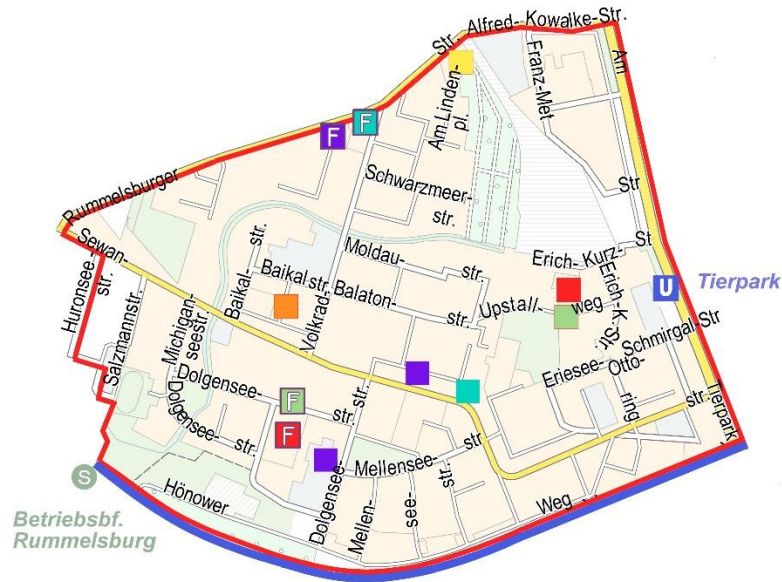 Str.
Alfred-
Kowalke-Str.
Am
Franz-Met
Am Linden-
pl.
F
F
Schwarzmeer-
str.
Str
Rummelsburger
Sewan-
Huronsee-
str.
Salzmannstr.
Michigan-
seestr.
Baikal-
str.
Baikalstr.
Volkrad-
Moldau-
str.
Balaton-
str.
Erich-Kurz-
St
Erich-K.
Str.
Upstall-
weg
U
Tierpark
Schmirgal-Str
Otto-
Eriesee-
ring
str.
Tierpark
Dolgensee-
str.
Dolgensee-
str.
F
F
str.
Dolgensee-
Mellensee-
str
Mellen-
see-
str.
Hönower
Weg
S
Betriebsbf.
Rummelsburg